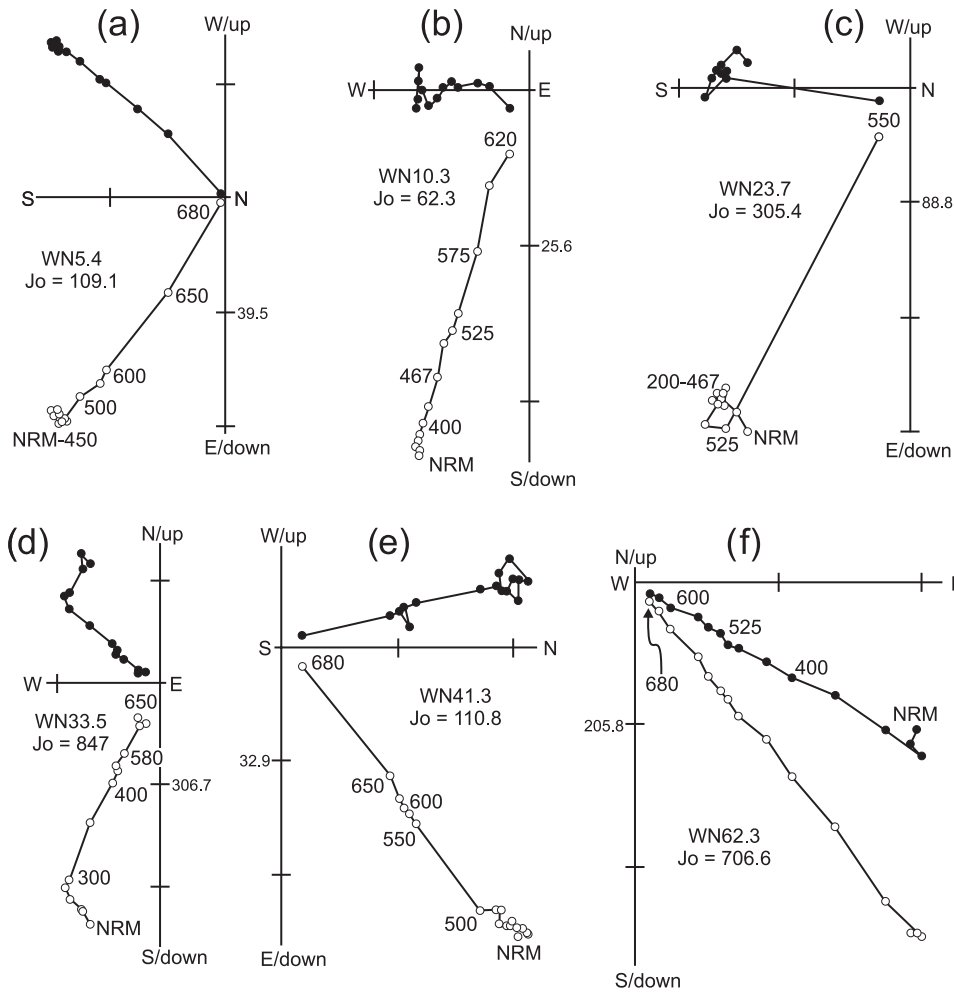 (a)
W/up
S
N
680
WN5.4
Jo = 109.1
650
39.5
600
500
NRM-450
E/down
(b)
N/up
W
E
620
WN10.3
Jo = 62.3
575
25.6
525
467
400
NRM
S/down
(c)
W/up
S
N
550
WN23.7
Jo = 305.4
88.8
200-467
525
NRM
E/down
(d)
N/up
W
E
650
WN33.5
Jo = 847
580
400
306.7
300
NRM
S/down
(e)
W/up
S
N
680
WN41.3
Jo = 110.8
32.9
650
600
550
500
NRM
E/down
(f)
N/up
W
600
525
400
680
NRM
205.8
WN62.3
Jo = 706.6
S/down